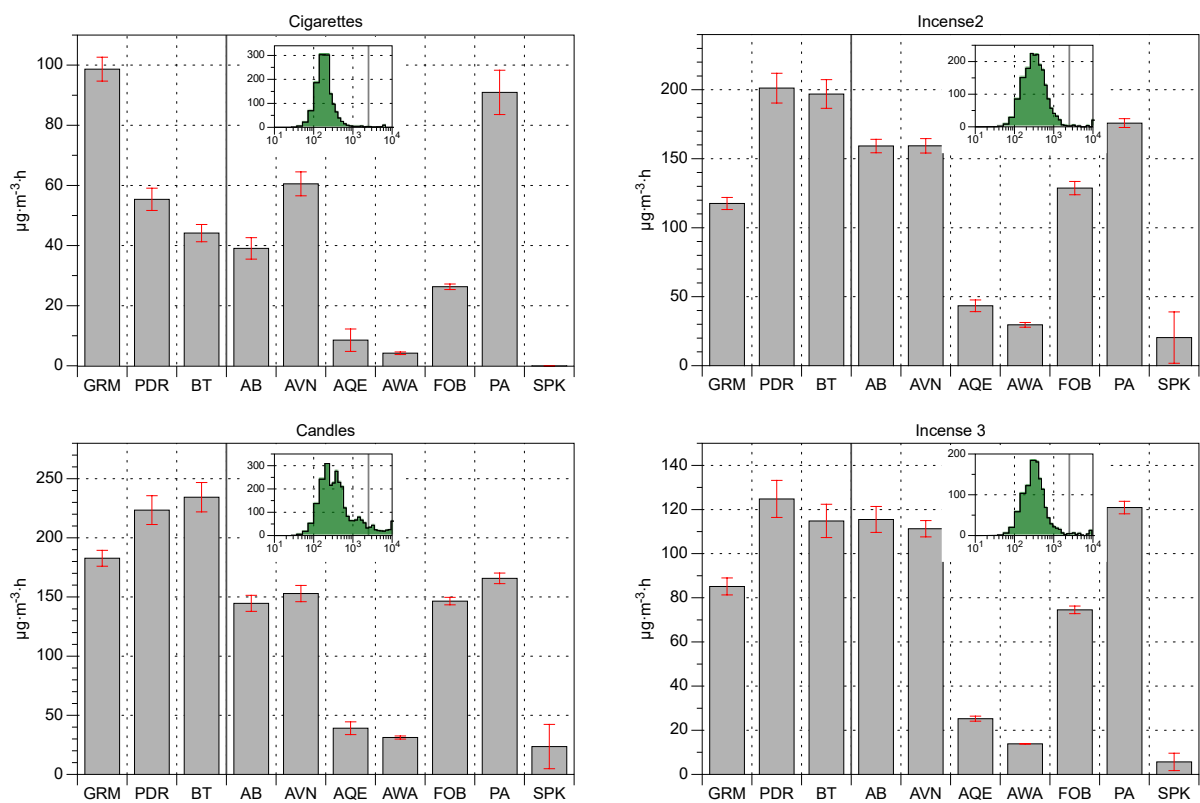 Cigarettes
μg·m-³·h
100
80
60
40
20
0
300
200
100
0
10¹ 10² 10³ 10⁴
GRM PDR BT AB AVN AQE AWA FOB PA SPK
Incense2
μg·m-³·h
200
150
100
50
0
200
100
0
10¹ 10² 10³ 10⁴
GRM PDR BT AB AVN AQE AWA FOB PA SPK
Candles
μg·m-³·h
250
200
150
100
50
0
300
200
100
0
10¹ 10² 10³ 10⁴
GRM PDR BT AB AVN AQE AWA FOB PA SPK
Incense 3
μg·m-³·h
140
120
100
80
60
40
20
0
200
100
0
10¹ 10² 10³ 10⁴
GRM PDR BT AB AVN AQE AWA FOB PA SPK